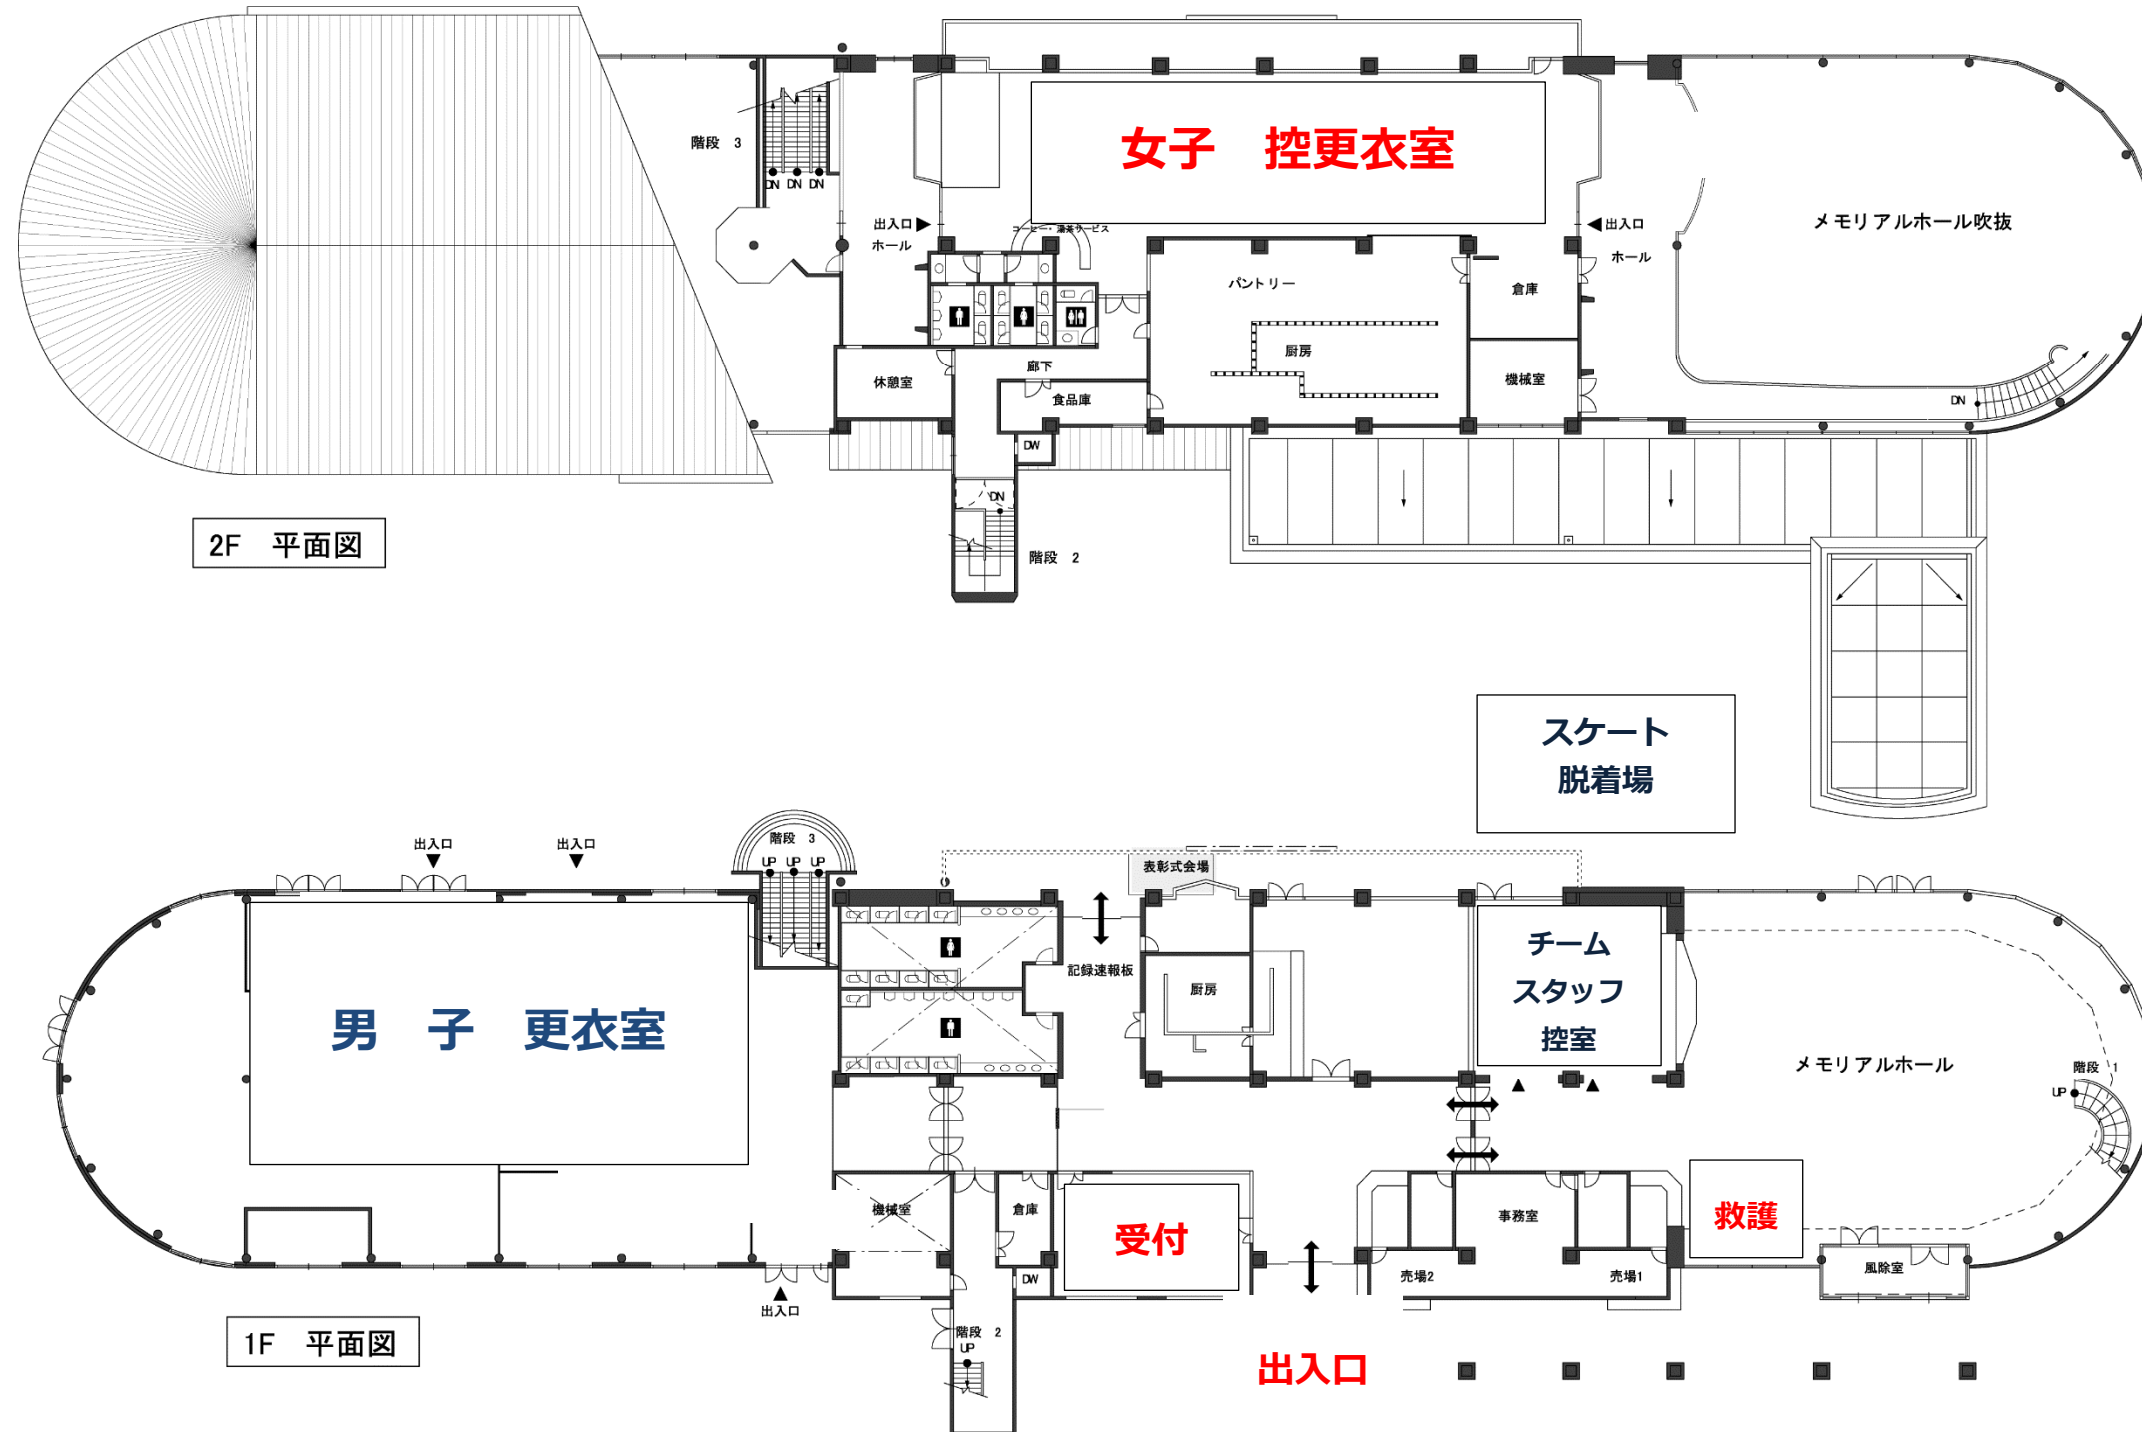 階段　3
DN DN DN
女子　控更衣室
出入口
ホール
コーヒー・湯茶サービス
出入口
ホール
メモリアルホール吹抜
パントリー
倉庫
厨房
廊下
休憩室
食品庫
機械室
DN
DW
DN
階段　2
2F　平面図
スケート
脱着場
出入口
出入口
階段　3
UP UP UP
表彰式会場
男　子　更衣室
記録速報板
厨房
チーム
スタッフ
控室
メモリアルホール
階段　1
UP
機械室
倉庫
受付
事務室
救護
DW
売場2
売場1
風除室
出入口
階段　2
UP
1F　平面図
出入口